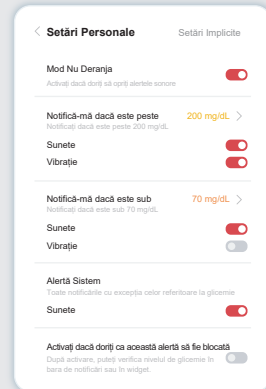 Setări Personale
Setări Implicite
Mod Nu Deranja
Activați dacă doriți să opriți alertele sonore
Notifică-mă dacă este peste 200 mg/dL
Notificați dacă este peste 200 mg/dL
Sunete
Vibrație
Notifică-mă dacă este sub 70 mg/dL
Notificați dacă este sub 70 mg/dL.
Sunete
Vibrație
Alertă Sistem
Toate notificările cu excepția celor referitoare la glicemie
Sunete
Activați dacă doriți ca această alertă să fie blocată
După activare, puteți verifica nivelul de glicemie în
bara de notificări sau în widget.